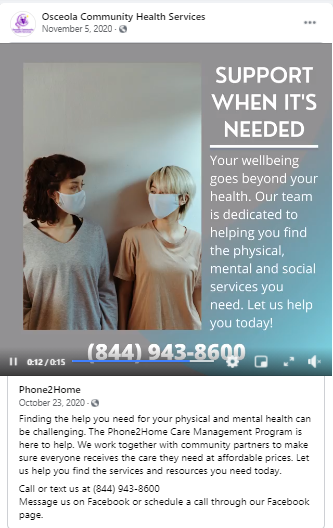 Osceola Community Health Services
November 5, 2020 ·
SUPPORT
WHEN IT'S
NEEDED
Your wellbeing
goes beyond your
health. Our team
is dedicated to
helping you find
the physical,
mental and social
services you
need. Let us help
you today!
(844) 943-8600
0:12 / 0:15
Phone2Home
October 23, 2020 ·
Finding the help you need for your physical and mental health can
be challenging. The Phone2Home Care Management Program is
here to help. We work together with community partners to make
sure everyone receives the care they need at affordable prices. Let
us help you find the services and resources you need today.
Call or text us at (844) 943-8600
Message us on Facebook or schedule a call through our Facebook
page.